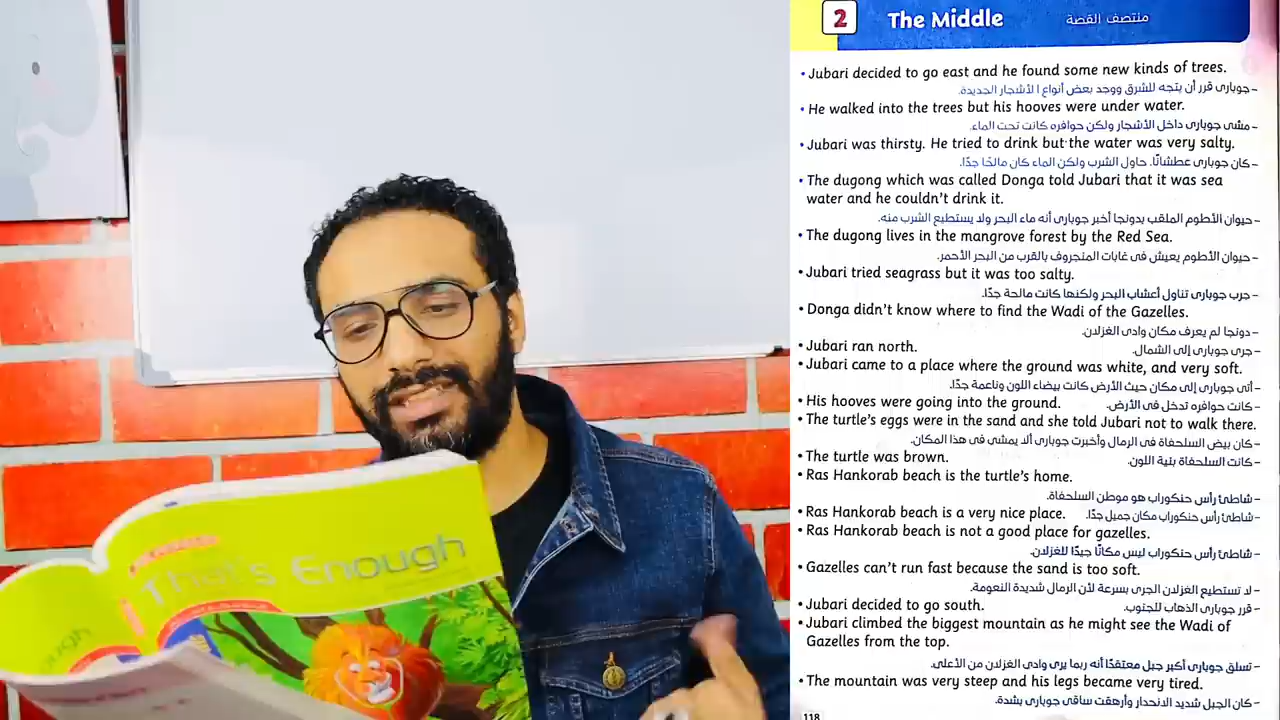 2 The Middle منتصف القصة
• Jubari decided to go east and he found some new kinds of trees.
- جوبارى قرر أن يتجه للشرق ووجد بعض أنواع الأشجار الجديدة.
• He walked into the trees but his hooves were under water.
- مشى جوبارى داخل الأشجار ولكن حوافره كانت تحت الماء.
• Jubari was thirsty. He tried to drink but the water was very salty.
- كان جوبارى عطشانًا. حاول الشرب ولكن الماء كان مالحًا جدًا.
• The dugong which was called Donga told Jubari that it was sea
water and he couldn't drink it.
- حيوان الأطوم الملقب بدونجا أخبر جوبارى أنه ماء البحر ولا يستطيع الشرب منه.
• The dugong lives in the mangrove forest by the Red Sea.
- حيوان الأطوم يعيش فى غابات المنجروف بالقرب من البحر الأحمر.
• Jubari tried seagrass but it was too salty.
- جرب جوبارى تناول أعشاب البحر ولكنها كانت مالحة جدًا.
• Donga didn't know where to find the Wadi of the Gazelles.
- دونجا لم يعرف مكان وادى الغزلان.
• Jubari ran north.
- جرى جوبارى إلى الشمال.
• Jubari came to a place where the ground was white, and very soft.
- أتى جوبارى إلى مكان حيث الأرض كانت بيضاء اللون وناعمة جدًا.
• His hooves were going into the ground.
- كانت حوافره تدخل فى الأرض.
• The turtle's eggs were in the sand and she told Jubari not to walk there.
- كان بيض السلحفاة فى الرمال وأخبرت جوبارى ألا يمشى فى هذا المكان.
• The turtle was brown.
- كانت السلحفاة بنية اللون.
• Ras Hankorab beach is the turtle's home.
- شاطئ رأس حنكوراب هو موطن السلحفاة.
• Ras Hankorab beach is a very nice place.
- شاطئ رأس حنكوراب مكان جميل جدًا.
• Ras Hankorab beach is not a good place for gazelles.
- شاطئ رأس حنكوراب ليس مكانًا جيدًا للغزلان.
• Gazelles can't run fast because the sand is too soft.
- لا تستطيع الغزلان الجرى بسرعة لأن الرمال شديدة النعومة.
• Jubari decided to go south.
- قرر جوبارى الذهاب للجنوب.
• Jubari climbed the biggest mountain as he might see the Wadi of
Gazelles from the top.
- تسلق جوبارى أكبر جبل معتقدًا أنه ربما يرى وادى الغزلان من الأعلى.
• The mountain was very steep and his legs became very tired.
- كان الجبل شديد الانحدار وأرهقت ساقى جوبارى بشدة.
118
That's Enough